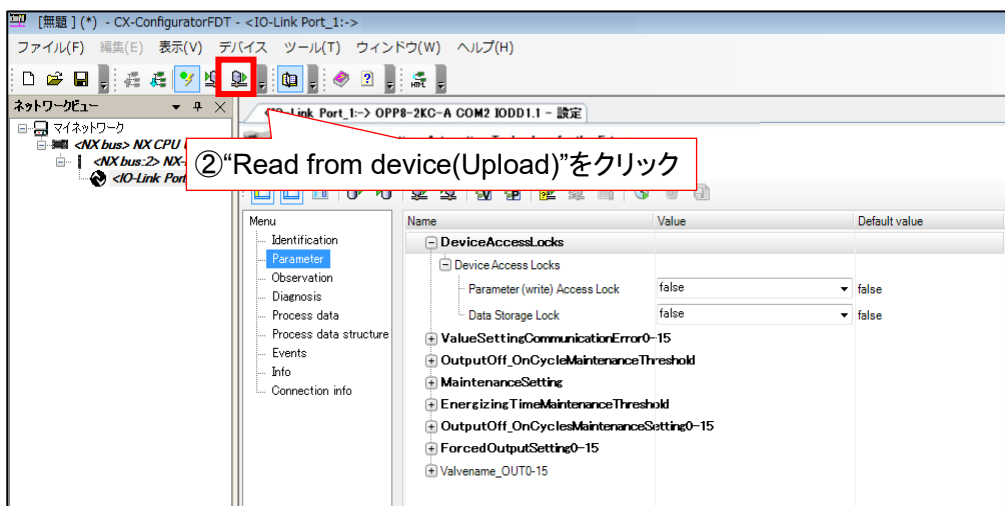 [無題 ] (*) - CX-ConfiguratorFDT - <IO-Link Port_1:->
ファイル(F) 編集(E) 表示(V) デバイス ツール(T) ウィンドウ(W) ヘルプ(H)
ネットワークビュー
<IO-Link Port_1:-> OPP8-2KC-A COM2 IODD1.1 - 設定
マイネットワーク
<NX bus> NX CPU
<NX bus:2> NX-
<IO-Link Por
②“Read from device(Upload)”をクリック
Menu
Identification
Parameter
Observation
Diagnosis
Process data
Process data structure
Events
Info
Connection info
Name Value Default value
DeviceAccessLocks
Device Access Locks
Parameter (write) Access Lock false false
Data Storage Lock false false
ValueSettingCommunicationError0-15
OutputOff_OnCycleMaintenanceThreshold
MaintenanceSetting
EnergizingTimeMaintenanceThreshold
OutputOff_OnCyclesMaintenanceSetting0-15
ForcedOutputSetting0-15
Valvename_OUT0-15